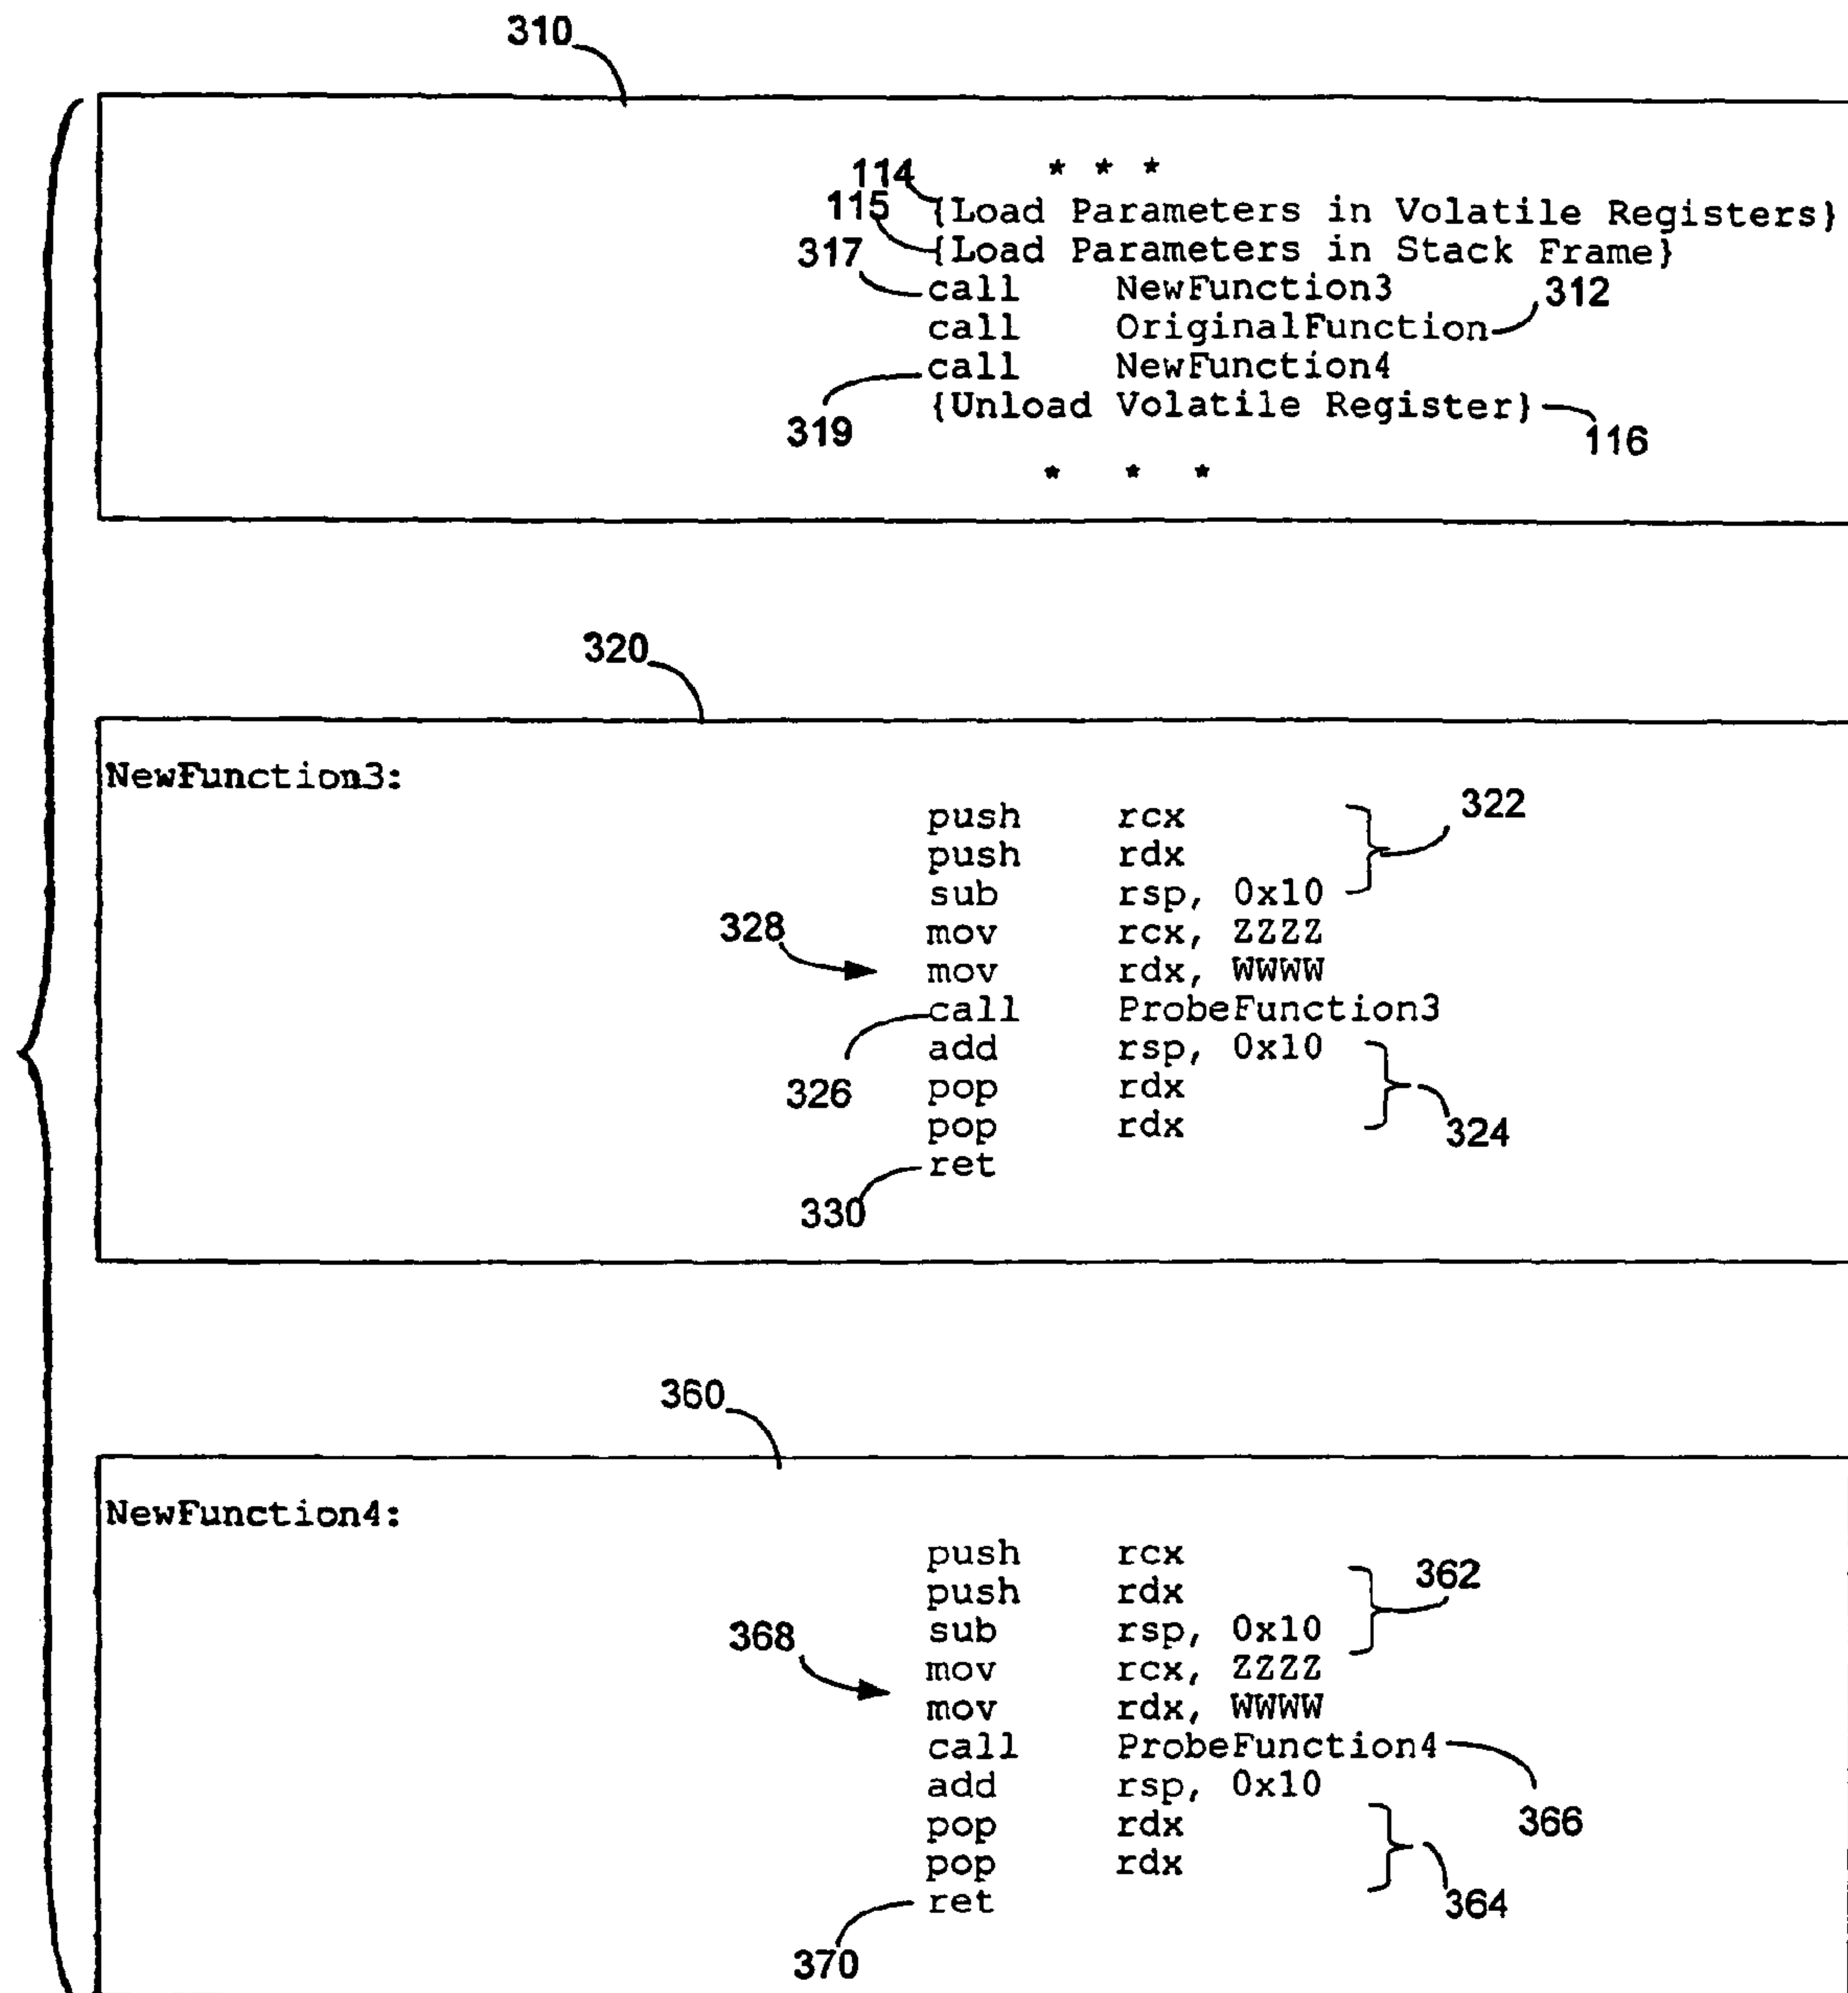 310
* * *
114
{Load Parameters in Volatile Registers}
115
{Load Parameters in Stack Frame}
317
call NewFunction3
312
call OriginalFunction
call NewFunction4
{Unload Volatile Register}
319
116
* * *
320
NewFunction3:
push rcx
322
push rdx
sub rsp, 0x10
328
mov rcx, ZZZZ
mov rdx, WWWW
call ProbeFunction3
add rsp, 0x10
326
pop rdx
pop rdx
324
ret
330
360
NewFunction4:
push rcx
362
push rdx
368
sub rsp, 0x10
mov rcx, ZZZZ
mov rdx, WWWW
call ProbeFunction4
add rsp, 0x10
366
pop rdx
pop rdx
364
ret
370